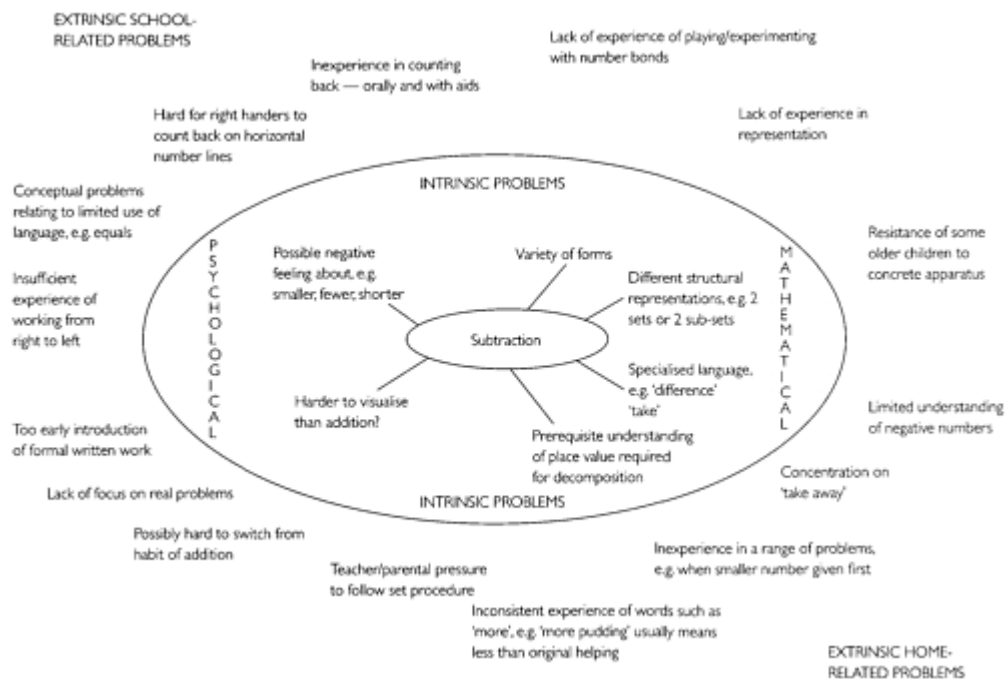 EXTRINSIC SCHOOL-
RELATED PROBLEMS
Lack of experience of playing/experimenting
with number bonds
Inexperience in counting
back — orally and with aids
Hard for right handers to
count back on horizontal
number lines
Lack of experience in
representation
INTRINSIC PROBLEMS
Conceptual problems
relating to limited use of
language, e.g. equals
Resistance of some
older children to
concrete apparatus
PSYCHOLOGICAL
Possible negative
feeling about, e.g.
smaller, fewer, shorter
Variety of forms
Different structural
representations, e.g. 2
sets or 2 sub-sets
MATHEMATICAL
Insufficient
experience of
working from
right to left
Subtraction
Specialised language,
e.g. 'difference'
'take'
Harder to visualise
than addition?
Prerequisite understanding
of place value required
for decomposition
Limited understanding
of negative numbers
Too early introduction
of formal written work
Concentration on
'take away'
Lack of focus on real problems
INTRINSIC PROBLEMS
Possibly hard to switch from
habit of addition
Inexperience in a range of problems,
e.g. when smaller number given first
Teacher/parental pressure
to follow set procedure
Inconsistent experience of words such as
'more', e.g. 'more pudding' usually means
less than original helping
EXTRINSIC HOME-
RELATED PROBLEMS